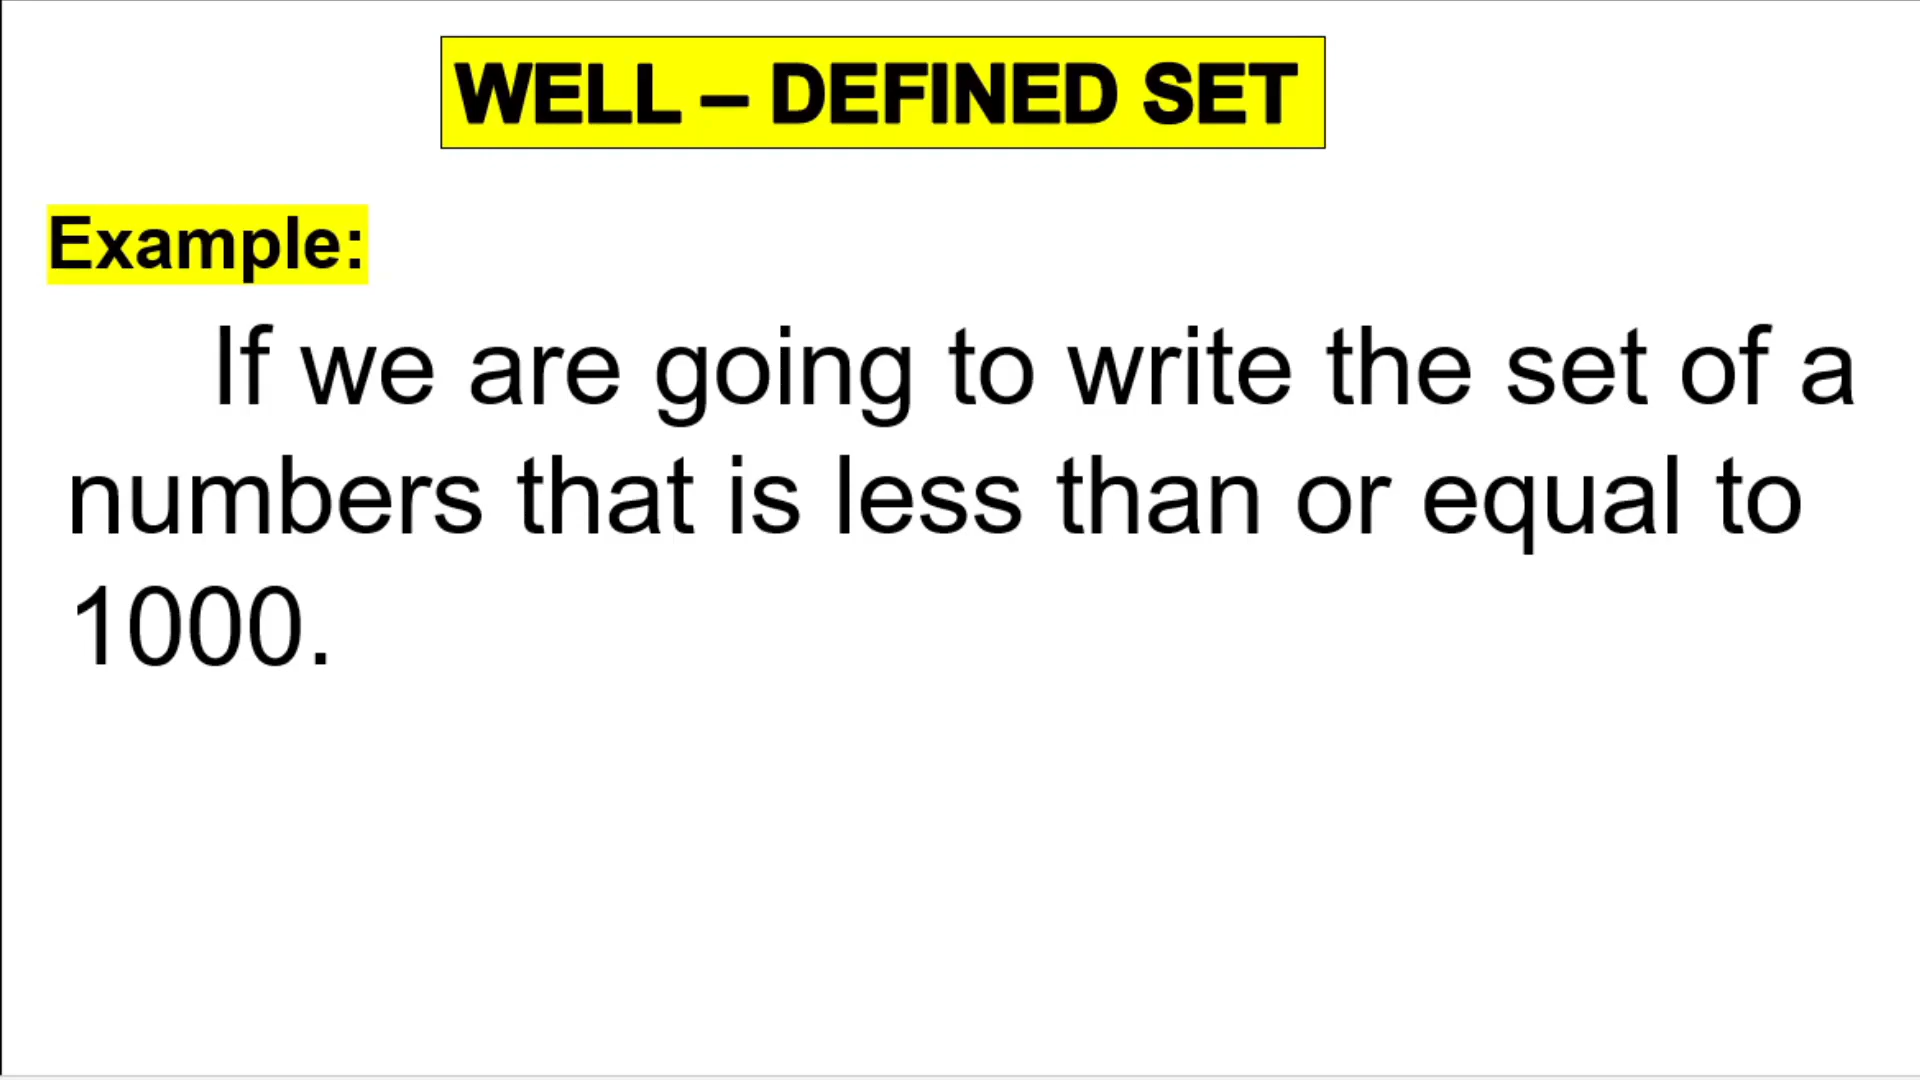 WELL – DEFINED SET
Example:
If we are going to write the set of a
numbers that is less than or equal to
1000.